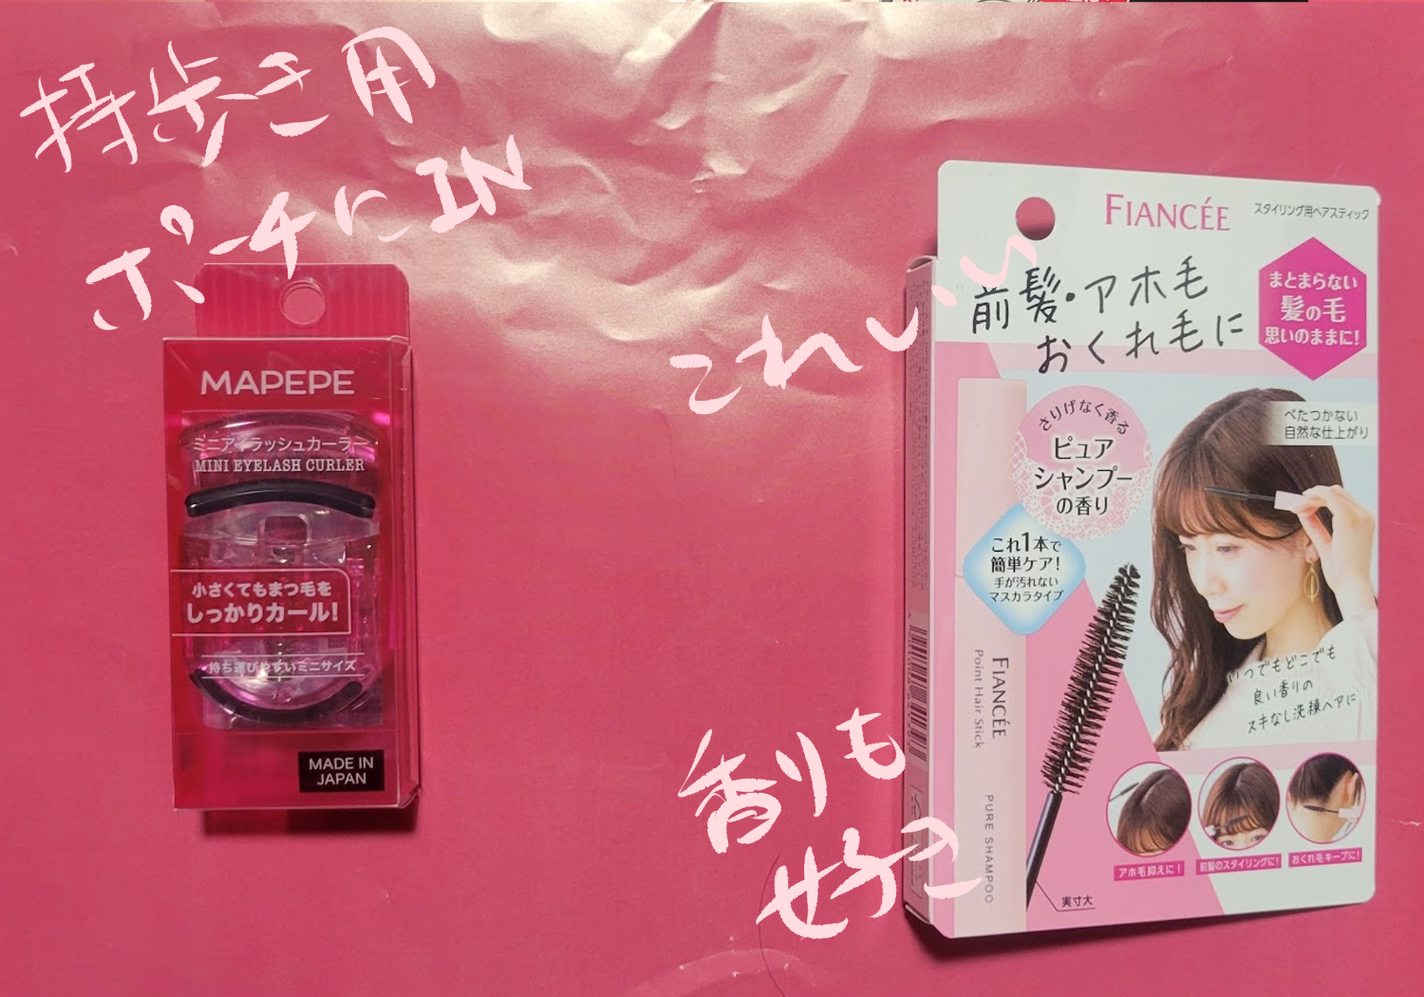 持歩き用
ポーチにIN
MAPEPE
ミニアイラッシュカーラー
MINI EYELASH CURLER
小さくてもまつ毛を
しっかりカール!
持ち運びやすいミニサイズ
MADE IN
JAPAN
これいい
香りも
好き
FIANCÉE
スタイリング用ヘアスティック
前髪・アホ毛
おくれ毛に
まとまらない
髪の毛
思いのままに!
べたつかない
自然な仕上がり
さりげなく香る
ピュア
シャンプー
の香り
これ1本で
簡単ケア!
手が汚れない
マスカラタイプ
FIANCÉE
Point Hair Stick
PURE SHAMPOO
いつでもどこでも
良い香りの
スキなし洗練ヘアに
アホ毛抑えに!
前髪のスタイリングに!
おくれ毛キープに!
実寸大